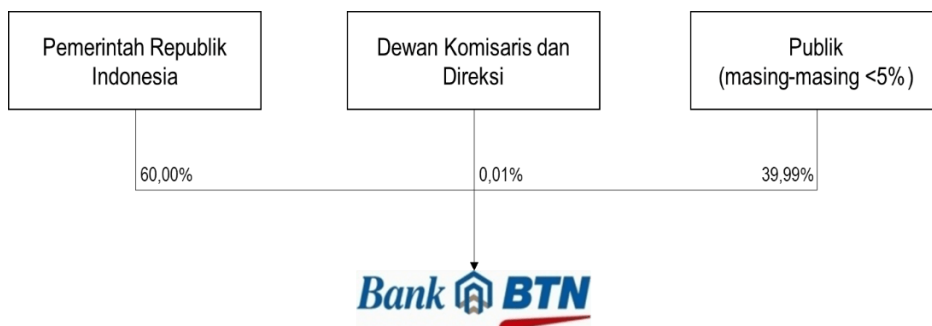 Pemerintah Republik
Indonesia
Dewan Komisaris dan
Direksi
Publik
(masing-masing <5%)
60,00%
0,01%
39,99%
Bank BTN